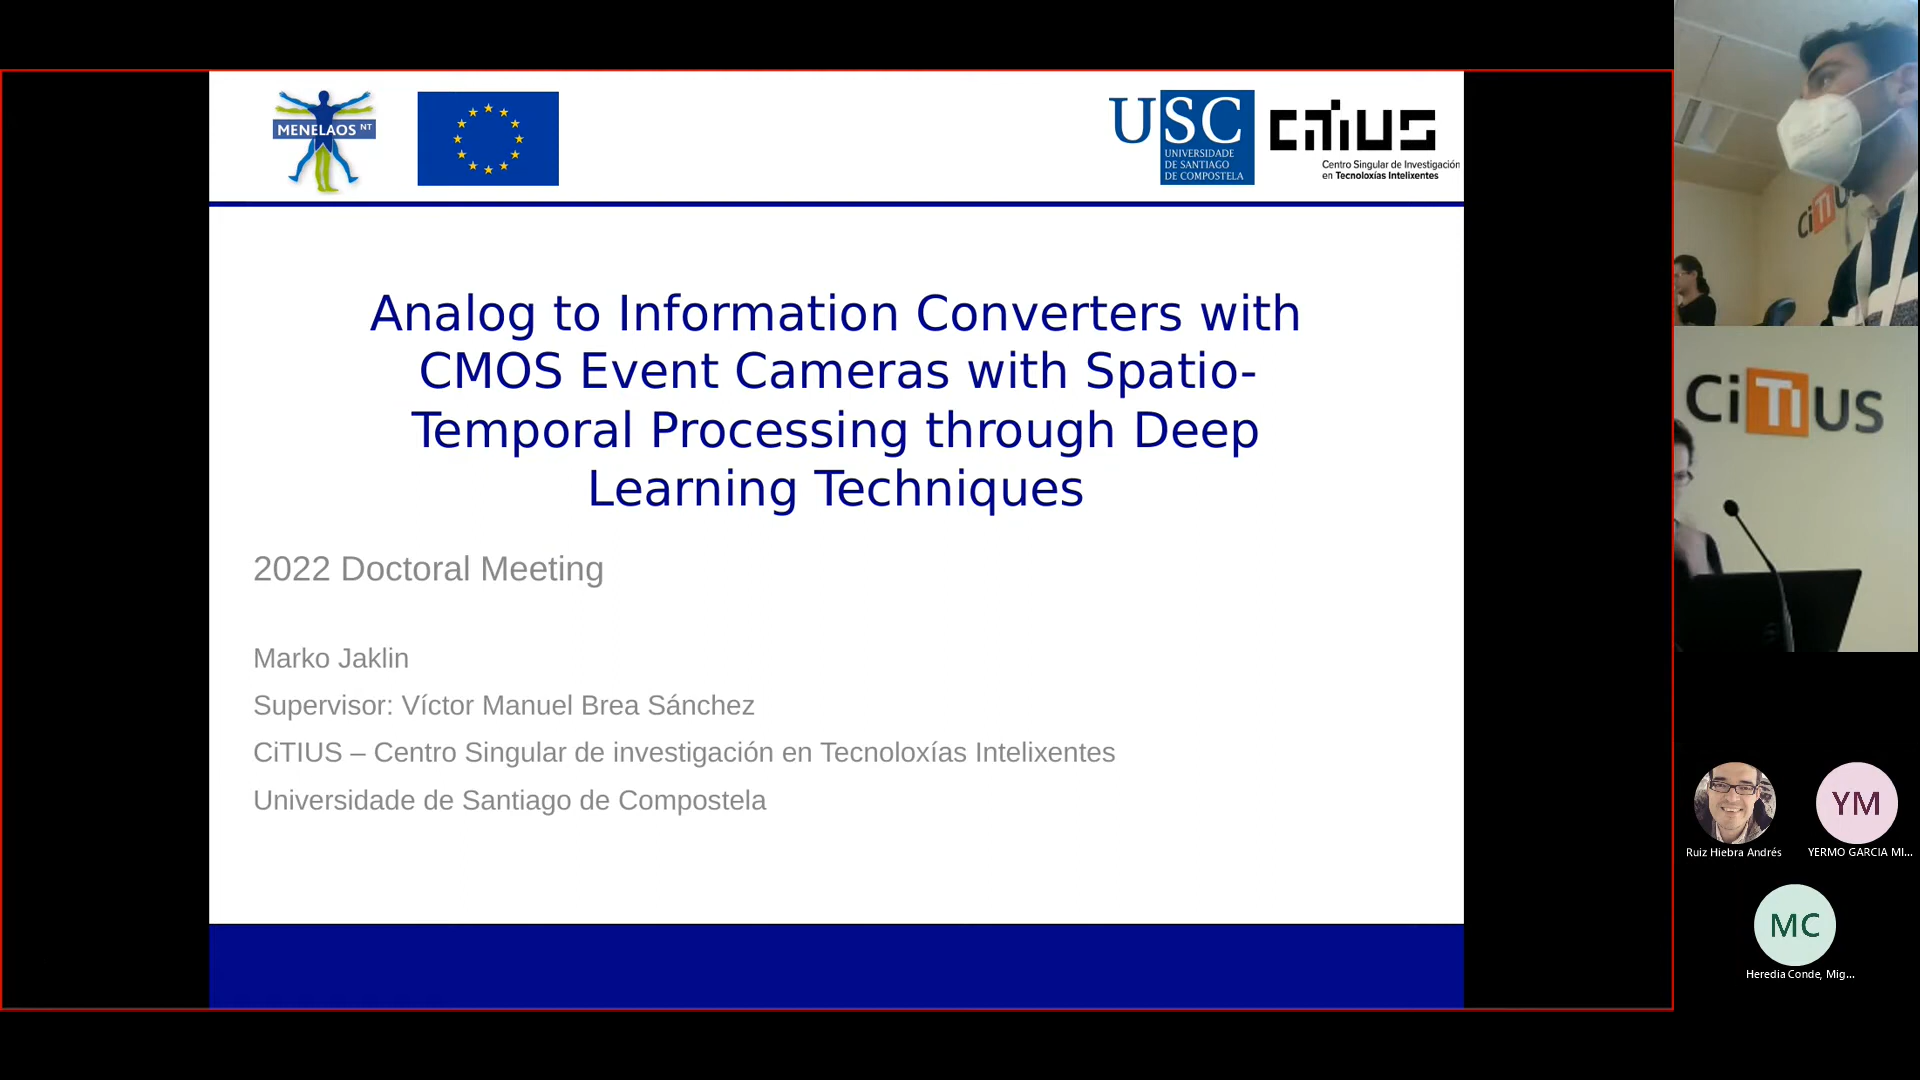 MENELAOS NT
USC
UNIVERSIDADE
DE SANTIAGO
DE COMPOSTELA
CiTIUS
Centro Singular de Investigación
en Tecnoloxías Intelixentes
Analog to Information Converters with
CMOS Event Cameras with Spatio-
Temporal Processing through Deep
Learning Techniques
2022 Doctoral Meeting
Marko Jaklin
Supervisor: Víctor Manuel Brea Sánchez
CiTIUS – Centro Singular de investigación en Tecnoloxías Intelixentes
Universidade de Santiago de Compostela
CiTIU
CiTIUS
Ruiz Hiebra Andrés
YM
YERMO GARCIA MI...
MC
Heredia Conde, Mig...